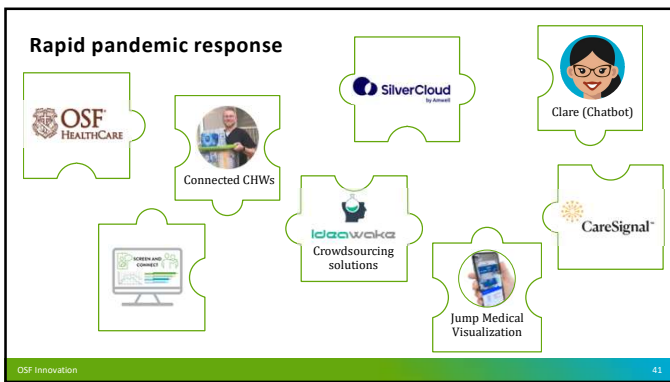 Rapid pandemic response
OSF®
HEALTHCARE
Connected CHWs
SilverCloud
by Amwell
Clare (Chatbot)
SCREEN AND
CONNECT
Ideawake
Crowdsourcing
solutions
Jump Medical
Visualization
CareSignal™
OSF Innovation
41